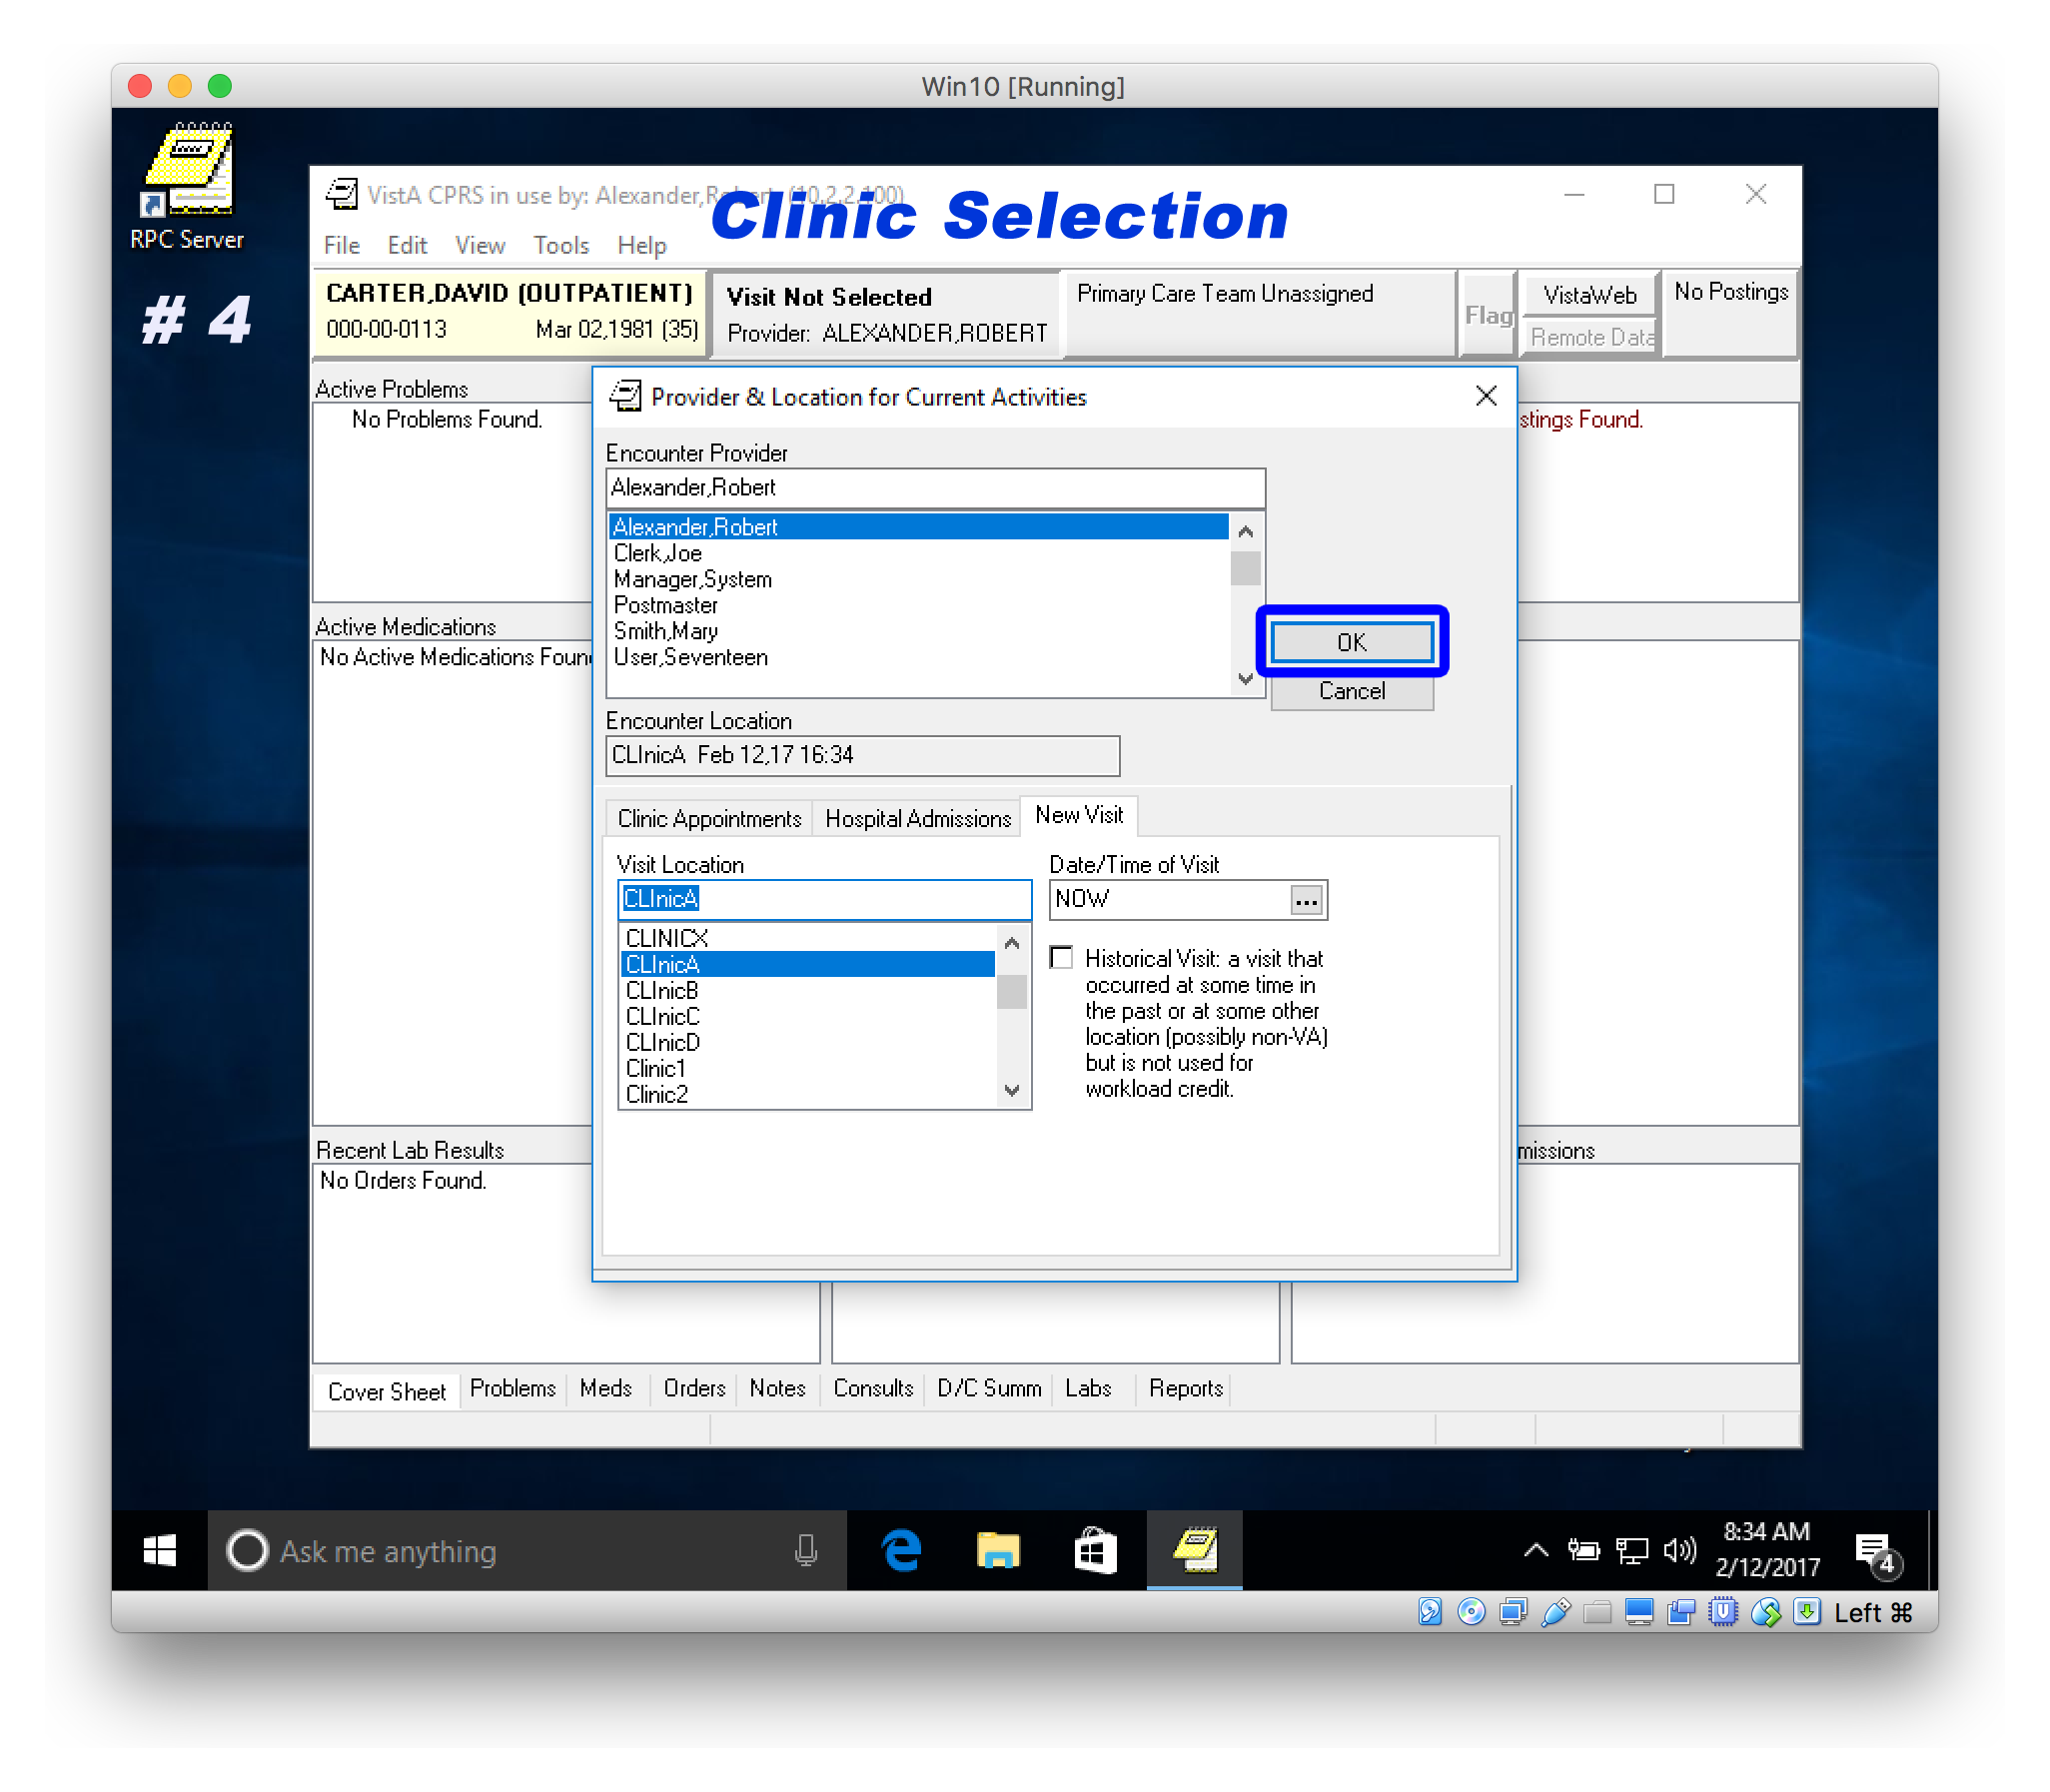 Win10 [Running]
RPC Server
# 4
VistA CPRS in use by: Alexander,Robert (10.2.2.100)
Clinic Selection
File Edit View Tools Help
CARTER,DAVID (OUTPATIENT)
000-00-0113 Mar 02,1981 (35)
Visit Not Selected
Provider: ALEXANDER,ROBERT
Primary Care Team Unassigned
Flag
VistaWeb
Remote Data
No Postings
Active Problems
No Problems Found.
stings Found.
Active Medications
No Active Medications Foun
Recent Lab Results
No Orders Found.
missions
Provider & Location for Current Activities
Encounter Provider
Alexander,Robert
Alexander,Robert
Clerk,Joe
Manager,System
Postmaster
Smith,Mary
User,Seventeen
OK
Cancel
Encounter Location
CLInicA Feb 12,17 16:34
Clinic Appointments Hospital Admissions New Visit
Visit Location
CLInicA
CLINICX
CLInicA
CLInicB
CLInicC
CLInicD
Clinic1
Clinic2
Date/Time of Visit
NOW ...
Historical Visit: a visit that
occurred at some time in
the past or at some other
location (possibly non-VA)
but is not used for
workload credit.
Cover Sheet Problems Meds Orders Notes Consults D/C Summ Labs Reports
Ask me anything
8:34 AM
2/12/2017
4
Left ⌘